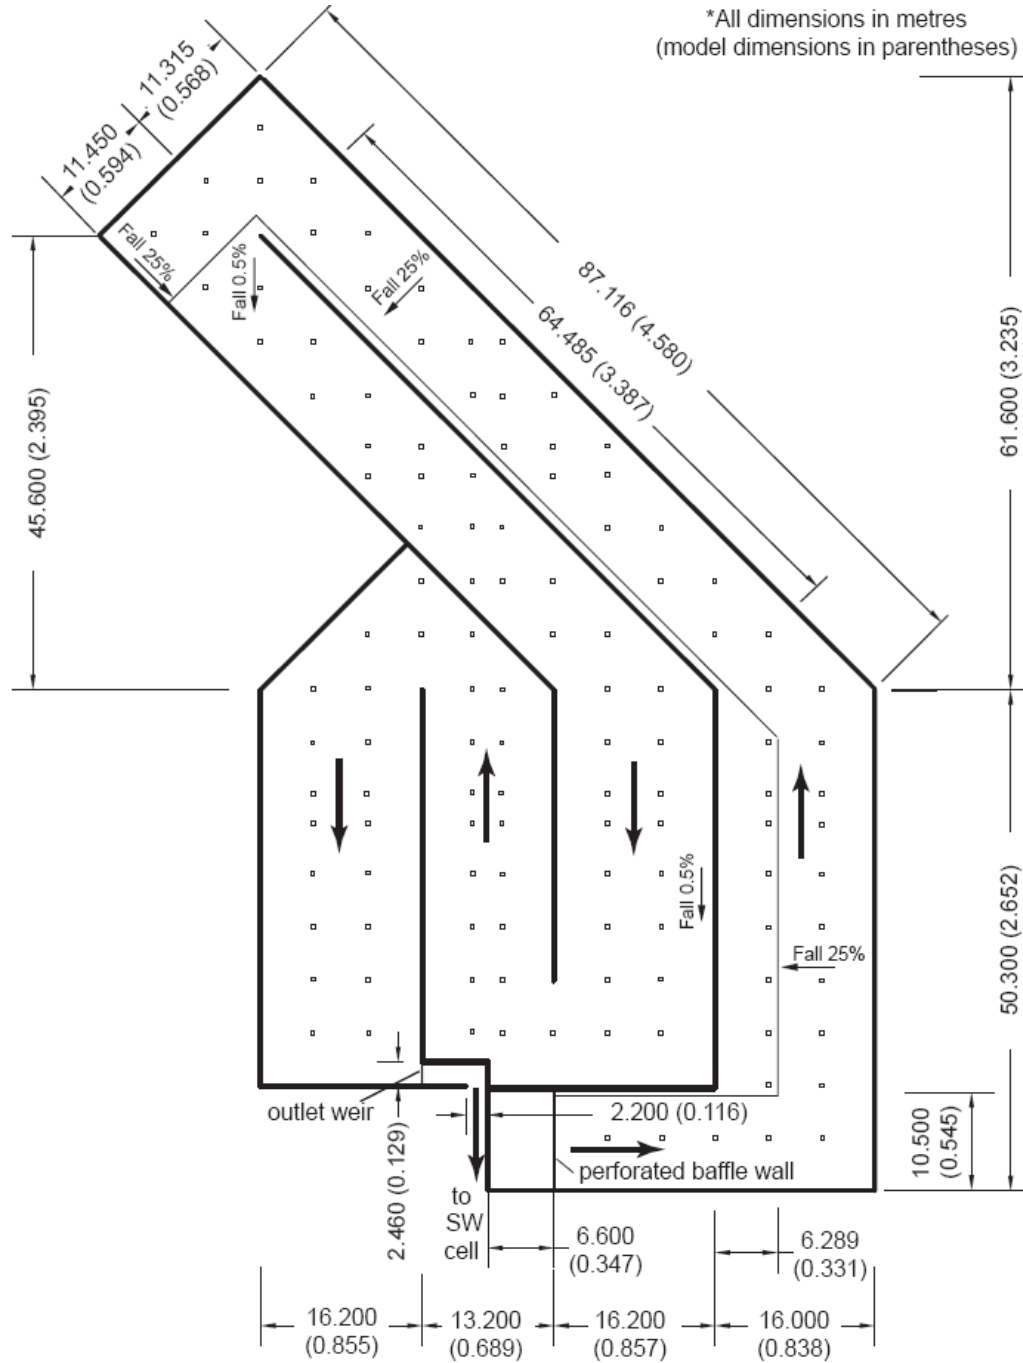 *All dimensions in metres
(model dimensions in parentheses)
11.315
(0.568)
11.450
(0.594)
Fall 25%
Fall 0.5%
Fall 25%
87.116 (4.580)
64.485 (3.387)
61.600 (3.235)
45.600 (2.395)
Fall 0.5%
Fall 25%
50.300 (2.652)
outlet weir
2.200 (0.116)
10.500
(0.545)
2.460 (0.129)
perforated baffle wall
to
SW
cell
6.600
(0.347)
6.289
(0.331)
16.200
(0.855)
13.200
(0.689)
16.200
(0.857)
16.000
(0.838)